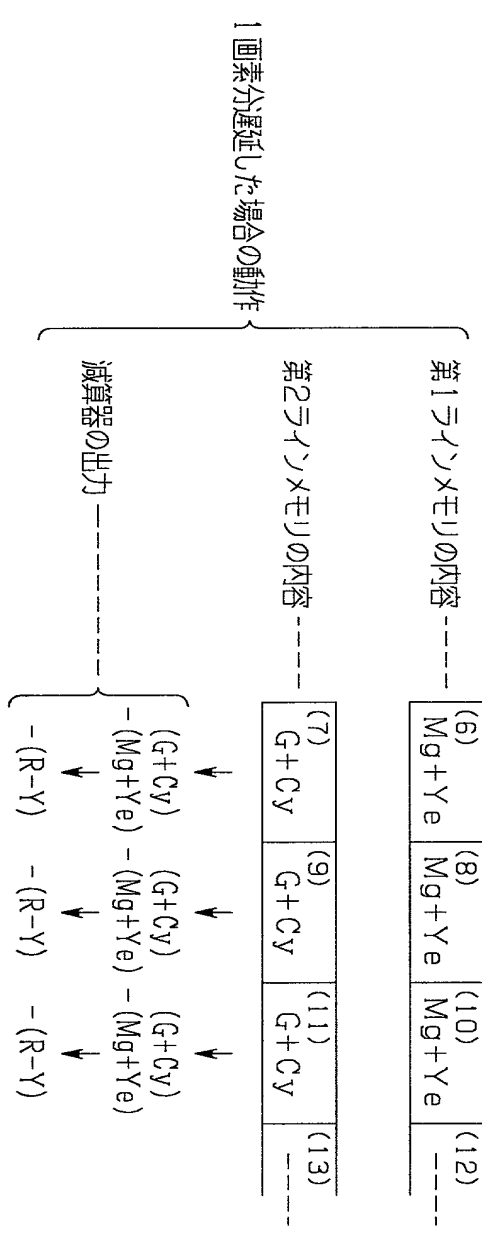 1画素分遅延した場合の動作
第1ラインメモリの内容
(6) (8) (10) (12)
Mg+Ye Mg+Ye Mg+Ye
第2ラインメモリの内容
(7) (9) (11) (13)
G+Cy G+Cy G+Cy
減算器の出力
(G+Cy) (G+Cy) (G+Cy)
-(Mg+Ye) -(Mg+Ye) -(Mg+Ye)
-(R-Y) -(R-Y) -(R-Y)